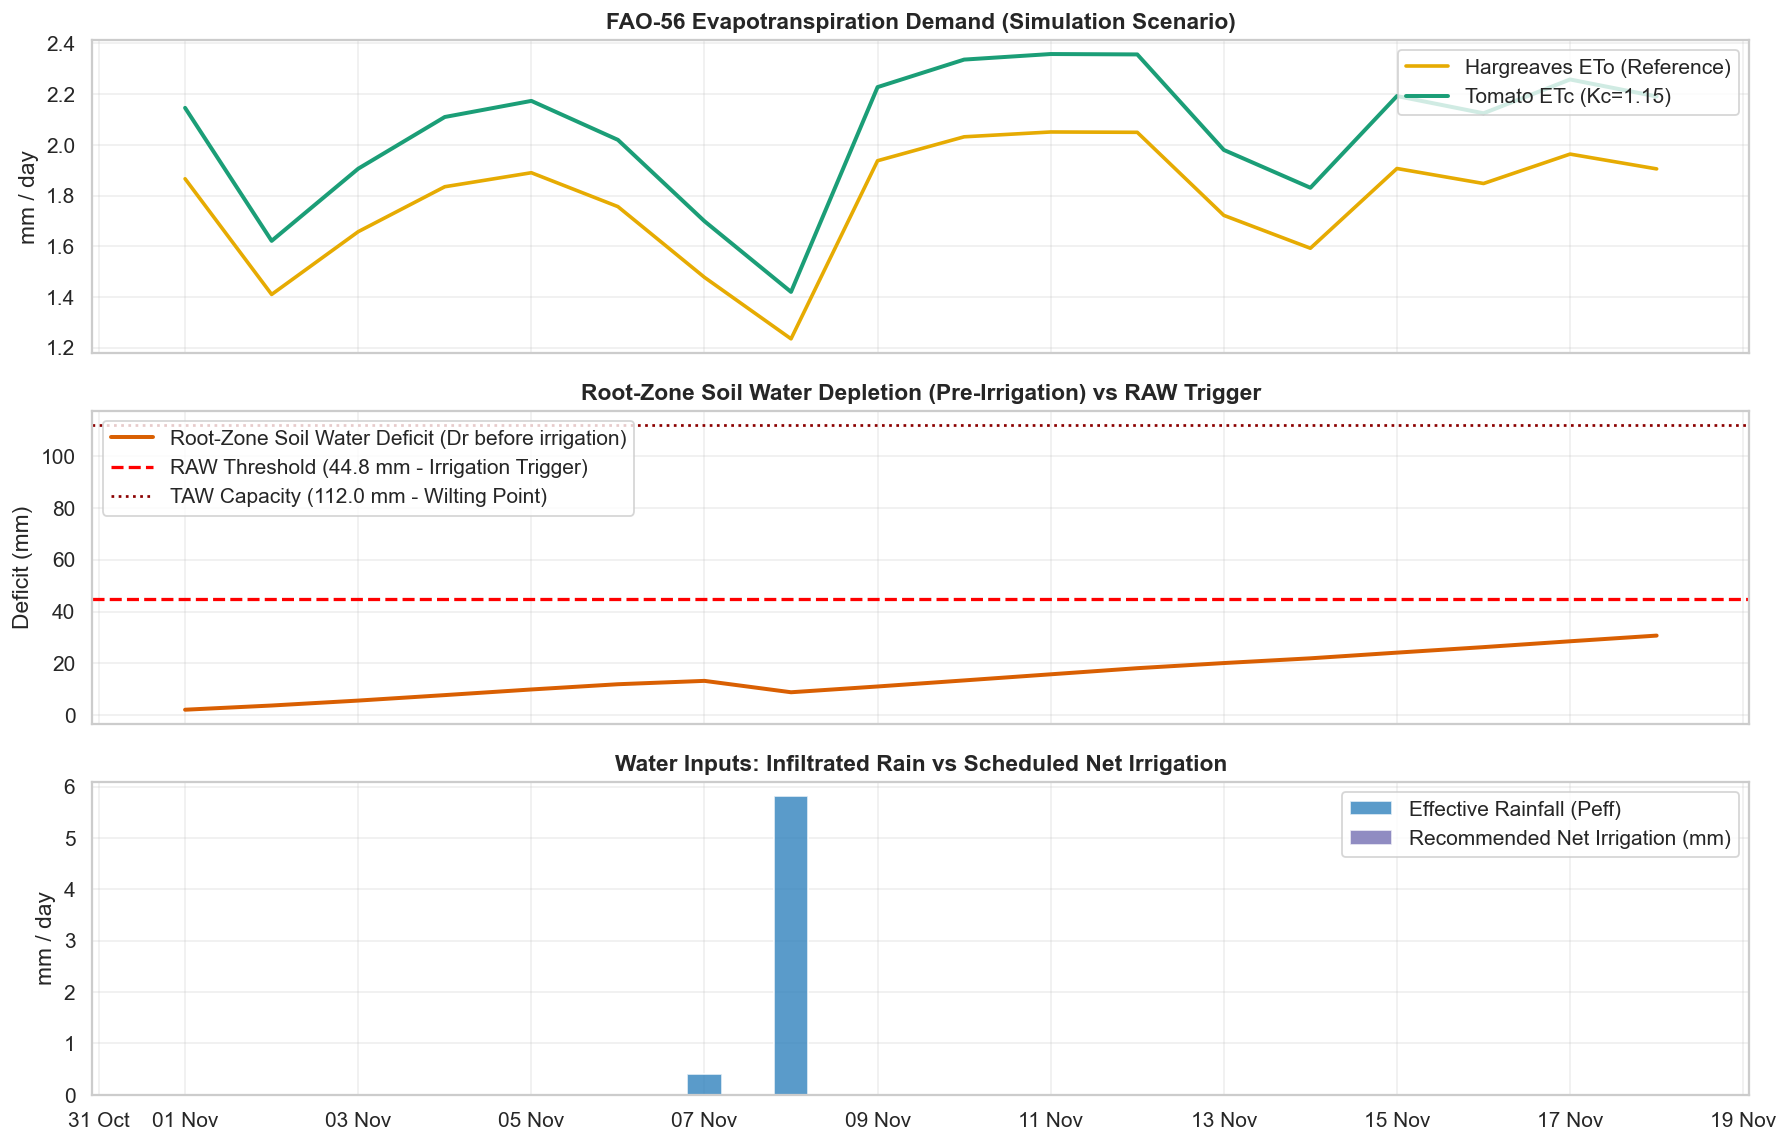 FAO-56 Evapotranspiration Demand (Simulation Scenario)
2.4
2.2
2.0
1.8
1.6
1.4
1.2
mm / day
Hargreaves ETo (Reference)
Tomato ETc (Kc=1.15)
Root-Zone Soil Water Depletion (Pre-Irrigation) vs RAW Trigger
100
80
60
40
20
0
Deficit (mm)
Root-Zone Soil Water Deficit (Dr before irrigation)
RAW Threshold (44.8 mm - Irrigation Trigger)
TAW Capacity (112.0 mm - Wilting Point)
Water Inputs: Infiltrated Rain vs Scheduled Net Irrigation
6
5
4
3
2
1
0
mm / day
Effective Rainfall (Peff)
Recommended Net Irrigation (mm)
31 Oct 01 Nov 03 Nov 05 Nov 07 Nov 09 Nov 11 Nov 13 Nov 15 Nov 17 Nov 19 Nov